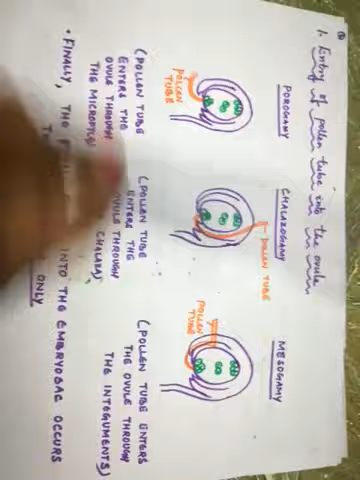 1. Entry of pollen tube into the ovule
POROGAMY
CHALAZOGAMY
MESOGAMY
POLLEN TUBE
POLLEN TUBE
POLLEN TUBE
(POLLEN TUBE
ENTERS THE
OVULE THROUGH
THE MICROPYLE
(POLLEN TUBE
ENTERS THE
OVULE THROUGH
CHALAZA)
(POLLEN TUBE ENTERS
THE OVULE THROUGH
THE INTEGUMENTS)
• FINALLY, THE INTO THE EMBRYOSAC OCCURS
ONLY